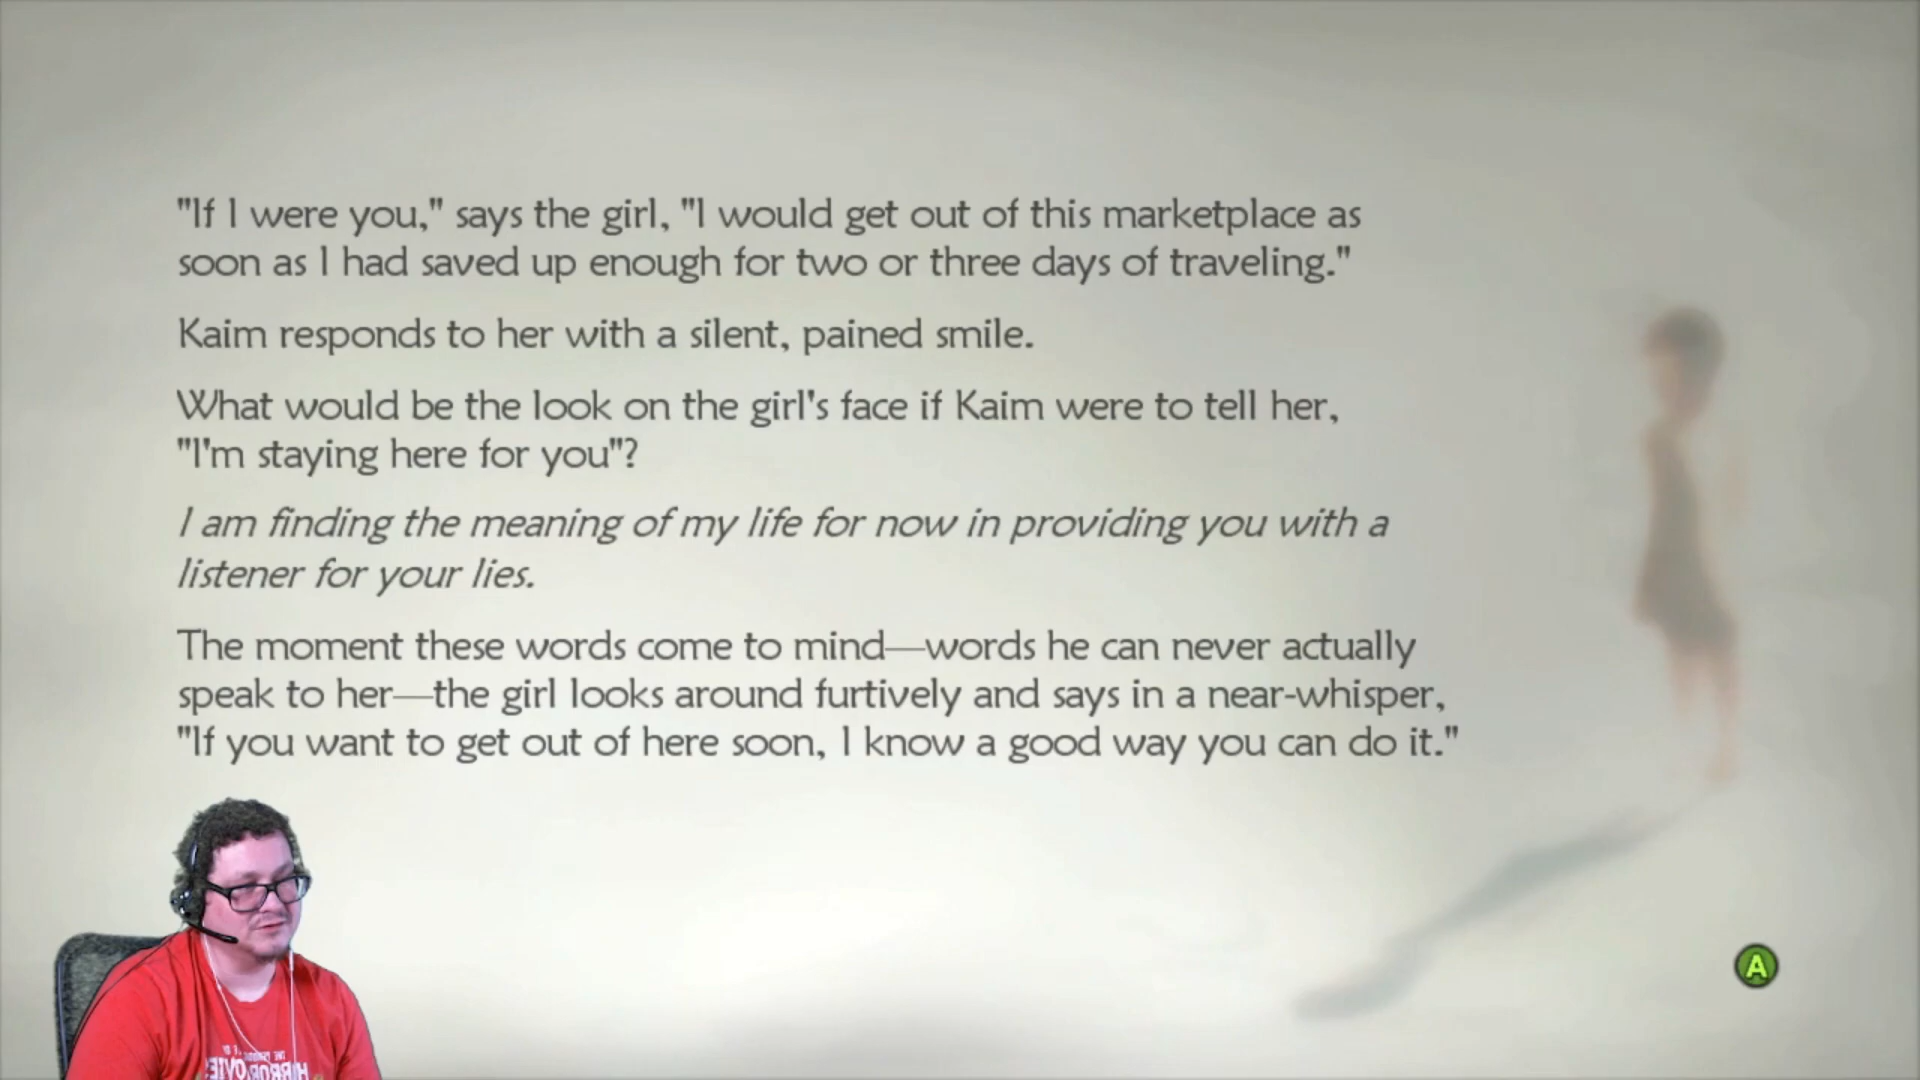 "If I were you," says the girl, "I would get out of this marketplace as
soon as I had saved up enough for two or three days of traveling."
Kaim responds to her with a silent, pained smile.
What would be the look on the girl's face if Kaim were to tell her,
"I'm staying here for you"?
I am finding the meaning of my life for now in providing you with a
listener for your lies.
The moment these words come to mind—words he can never actually
speak to her—the girl looks around furtively and says in a near-whisper,
"If you want to get out of here soon, I know a good way you can do it."
A